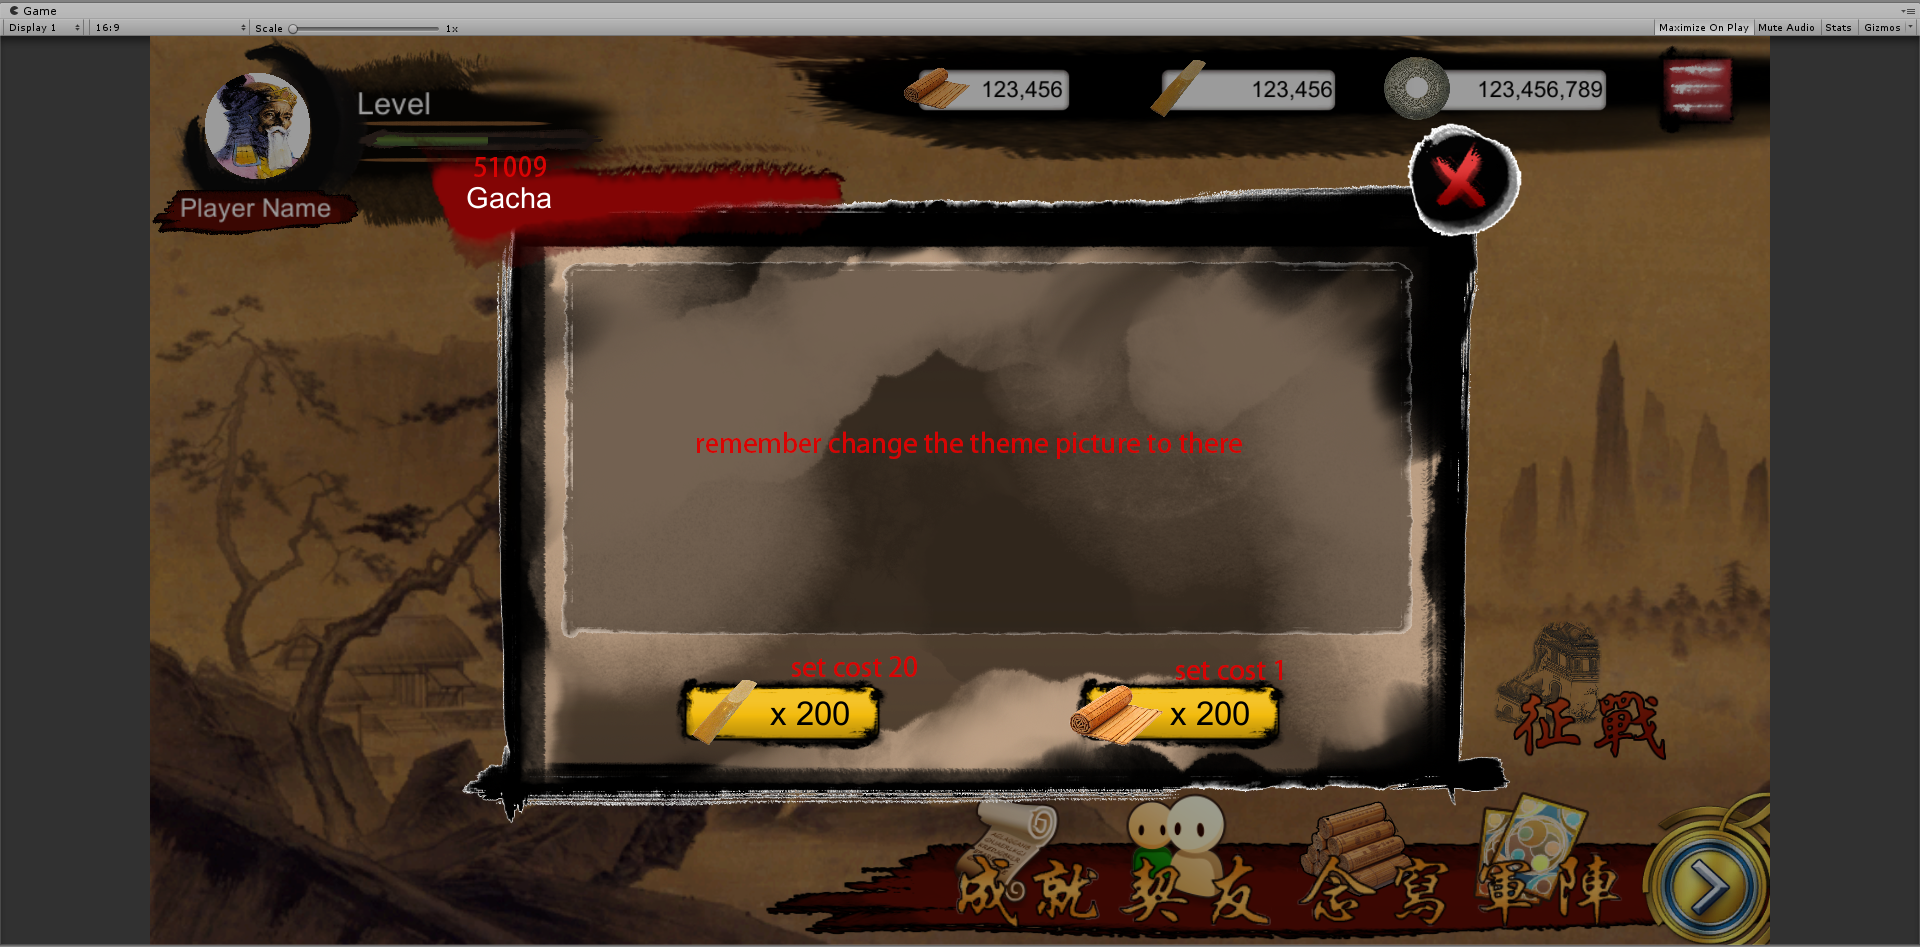 Game
Display 1
16:9
Scale
1x
Maximize On Play
Mute Audio
Stats
Gizmos
Level
123,456
123,456
123,456,789
51009
Gacha
Player Name
remember change the theme picture to there
set cost 20
set cost 1
x 200
x 200
征戰
成就
契友
念寫
軍陣